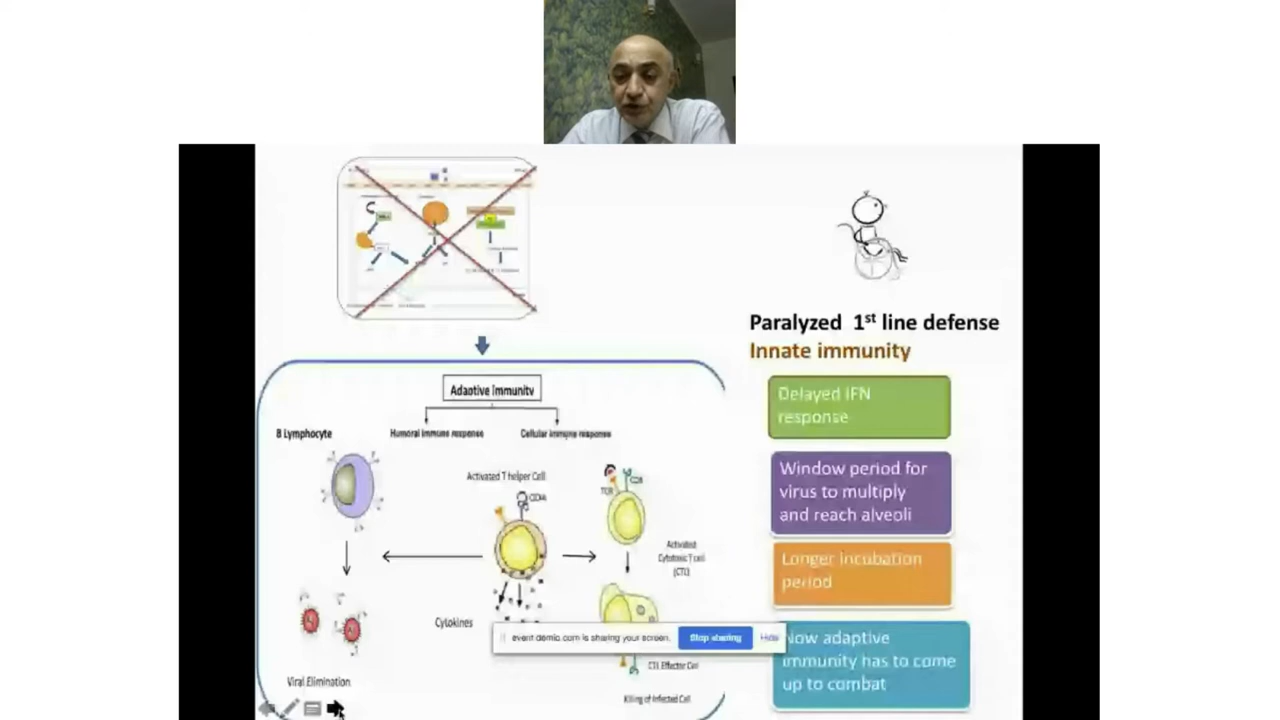 Paralyzed 1st line defense
Innate immunity
Delayed IFN
response
Window period for
virus to multiply
and reach alveoli
Longer incubation
period
Now adaptive
immunity has to come
up to combat
Adaptive Immunity
B Lymphocyte
Humoral immune response
Cellular immune response
Activated T helper Cell
CD4
TCR
CD8
Activated
Cytotoxic T cell
(CTL)
Cytokines
event.demio.com is sharing your screen.
Stop sharing
Hide
CTL Effector Cell
Viral Elimination
Killing of Infected Cell